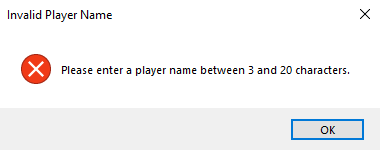 Invalid Player Name
Please enter a player name between 3 and 20 characters.
OK